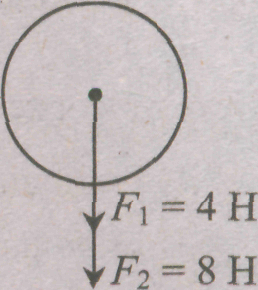 F₁ = 4 Н
F₂ = 8 Н